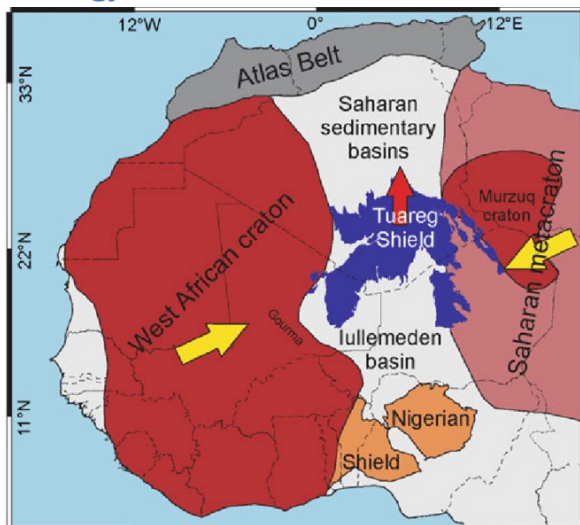 12°W
0°
12°E
33°N
22°N
11°N
Atlas Belt
Saharan
sedimentary
basins
Murzuq
craton
Tuareg
Shield
West African craton
Saharan metacraton
Gourma
Iullemeden
basin
Nigerian
Shield